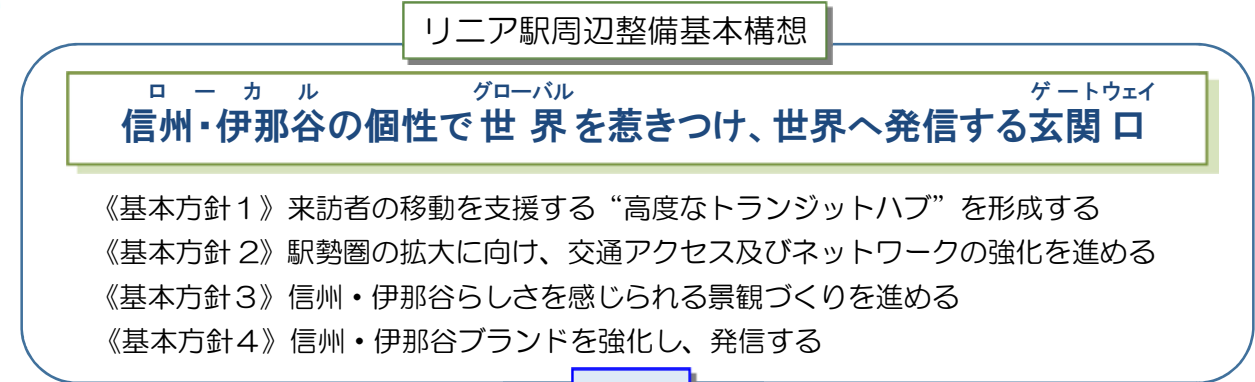 リニア駅周辺整備基本構想
ローカル グローバル ゲートウェイ
信州・伊那谷の個性で世界を惹きつけ、世界へ発信する玄関口
《基本方針１》来訪者の移動を支援する“高度なトランジットハブ”を形成する
《基本方針２》駅勢圏の拡大に向け、交通アクセス及びネットワークの強化を進める
《基本方針３》信州・伊那谷らしさを感じられる景観づくりを進める
《基本方針４》信州・伊那谷ブランドを強化し、発信する